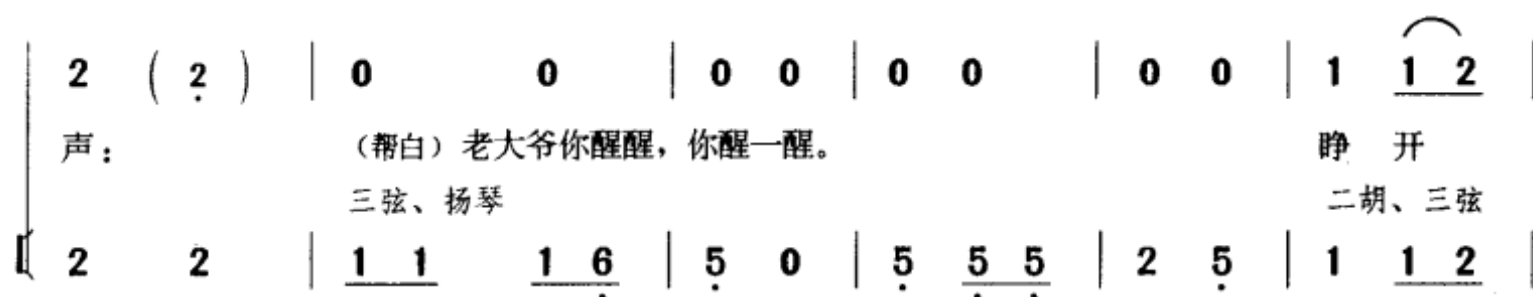 2 ( 2 ) | 0 0 | 0 0 | 0 0 | 0 0 | 1 1 2 |
声： （帮白）老大爷你醒醒，你醒一醒。 睁 开
三弦、扬琴 二胡、三弦
2 2 | 1 1 1 6 | 5 0 | 5 5 5 | 2 5 | 1 1 2 |